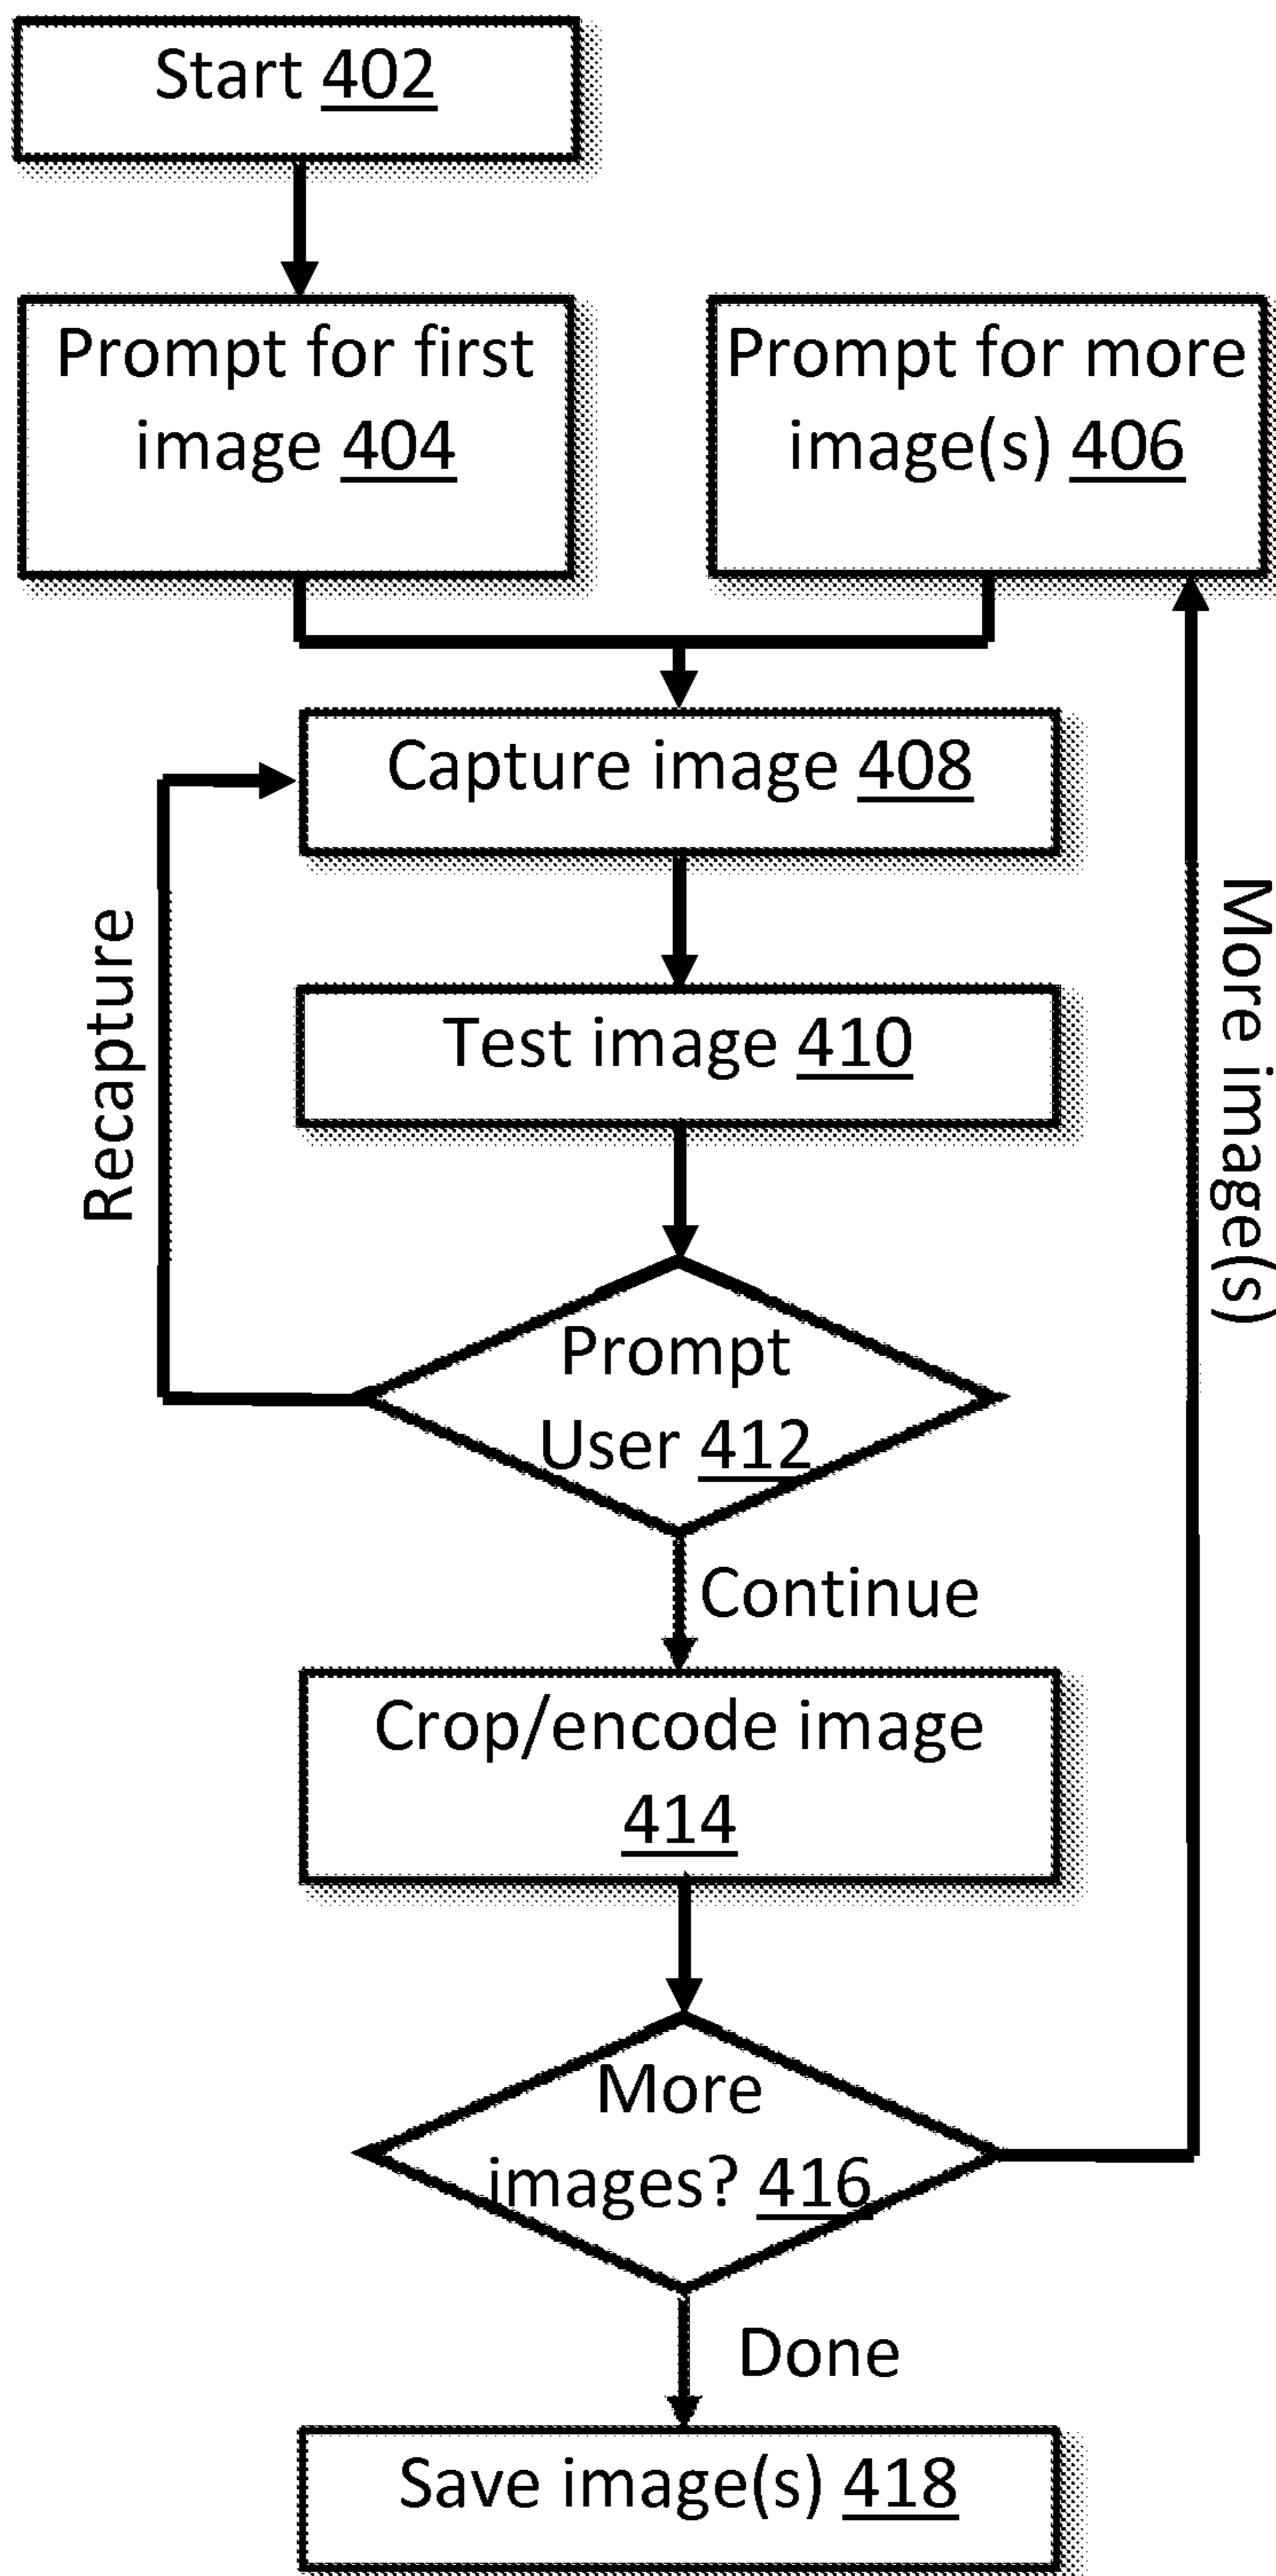 Start 402
Prompt for first
image 404
Prompt for more
image(s) 406
Capture image 408
Recapture
More image(s)
Test image 410
Prompt
User 412
Continue
Crop/encode image
414
More
images? 416
Done
Save image(s) 418